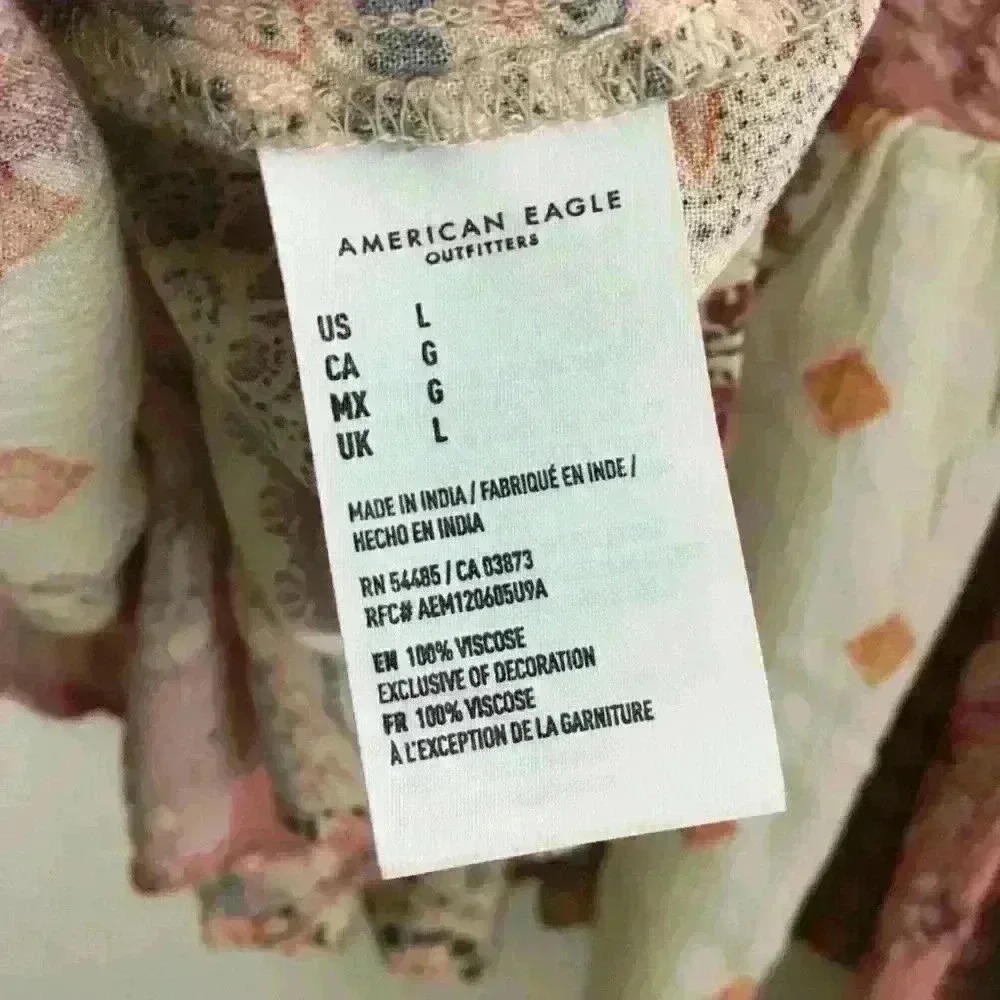 AMERICAN EAGLE
OUTFITTERS
US L
CA G
MX G
UK L
MADE IN INDIA / FABRIQUÉ EN INDE /
HECHO EN INDIA
RN 54485 / CA 03873
RFC# AEM120605U9A
EN 100% VISCOSE
EXCLUSIVE OF DECORATION
FR 100% VISCOSE
À L'EXCEPTION DE LA GARNITURE